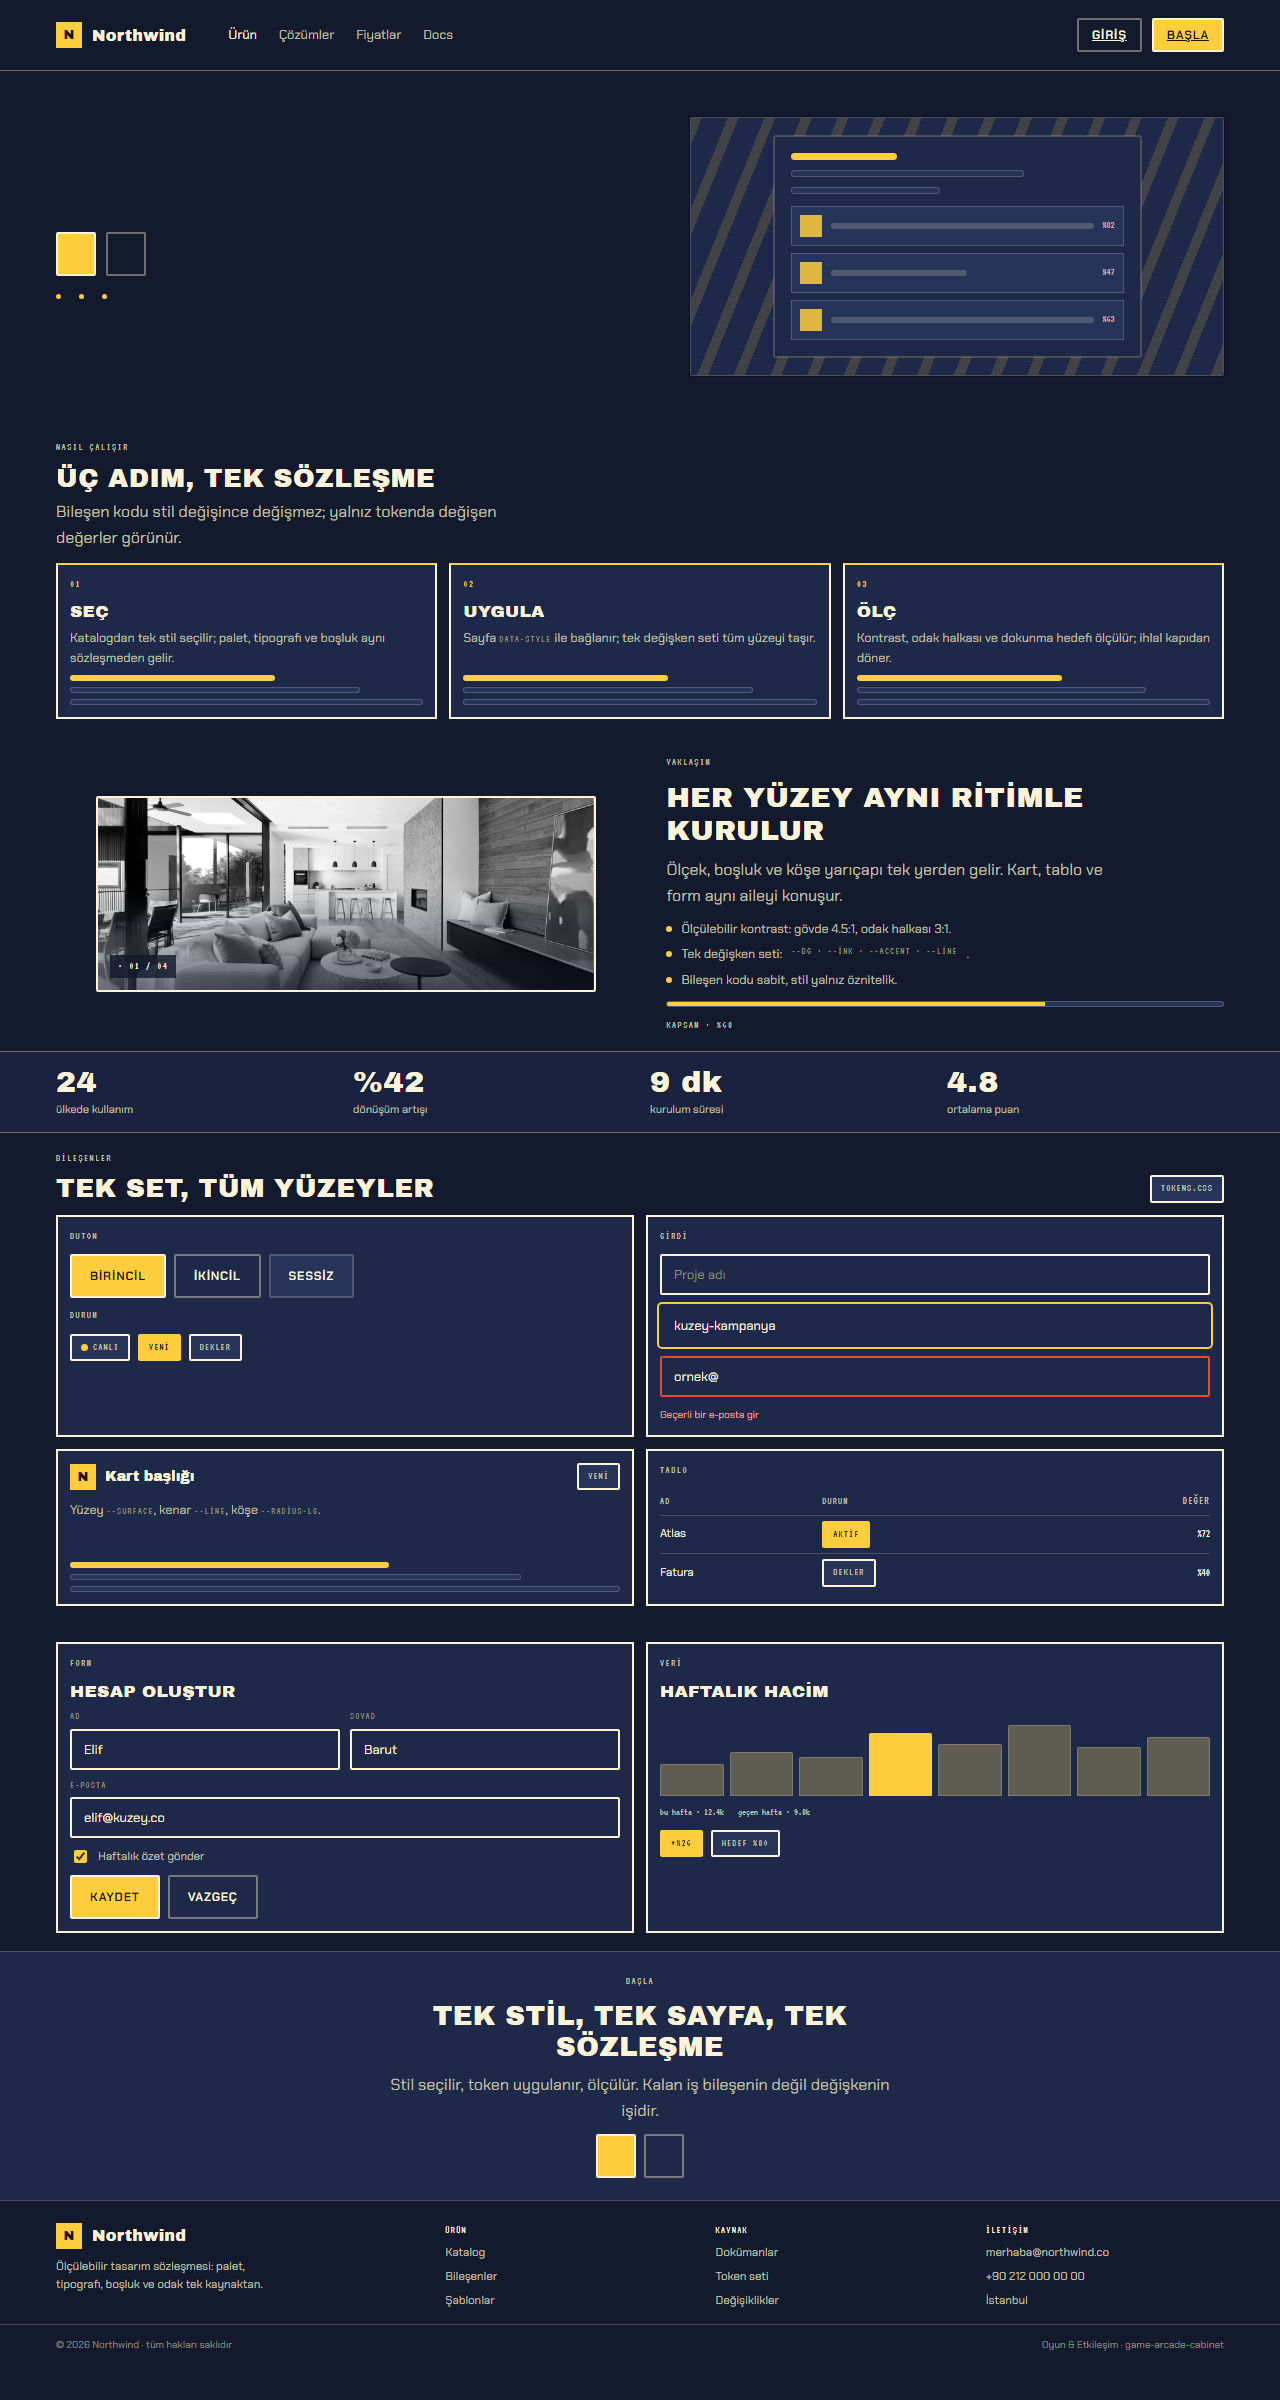 N Northwind Ürün Çözümler Fiyatlar Docs GİRİŞ BAŞLA
%47
NASIL ÇALIŞIR
ÜÇ ADIM, TEK SÖZLEŞME
Bileşen kodu stil değişince değişmez; yalnız tokenda değişen
değerler görünür.
01
SEÇ
Katalogdan tek stil seçilir; palet, tipografi ve boşluk aynı
sözleşmeden gelir.
02
UYGULA
Sayfa DATA-STYLE ile bağlanır; tek değişken seti tüm yüzeyi taşır.
03
ÖLÇ
Kontrast, odak halkası ve dokunma hedefi ölçülür; ihlal kapıdan
döner.
· 01 / 04
YAKLAŞIM
HER YÜZEY AYNI RİTİMLE
KURULUR
Ölçek, boşluk ve köşe yarıçapı tek yerden gelir. Kart, tablo ve
form aynı aileyi konuşur.
Ölçülebilir kontrast: gövde 4.5:1, odak halkası 3:1.
Tek değişken seti: --BG · --İNK · --ACCENT · --LİNE .
Bileşen kodu sabit, stil yalnız öznitelik.
KAPSAM · %60
24
ülkede kullanım
%42
dönüşüm artışı
9 dk
kurulum süresi
4.8
ortalama puan
BİLEŞENLER
TEK SET, TÜM YÜZEYLER
TOKENS.CSS
BUTON
BİRİNCİL İKİNCİL SESSİZ
DURUM
CANLI YENİ BEKLER
GİRDİ
Proje adı
kuzey-kampanya
ornek@
Geçerli bir e-posta gir
N Kart başlığı YENİ
Yüzey --SURFACE, kenar --LİNE, köşe --RADİUS-LG.
TABLO
AD DURUM DEĞER
Atlas AKTİF %72
Fatura BEKLER %40
FORM
HESAP OLUŞTUR
AD SOYAD
Elif Barut
E-POSTA
elif@kuzey.co
Haftalık özet gönder
KAYDET VAZGEÇ
VERİ
HAFTALIK HACİM
bu hafta · 12.4k geçen hafta · 9.8k
+%26 HEDEF %80
BAŞLA
TEK STİL, TEK SAYFA, TEK
SÖZLEŞME
Stil seçilir, token uygulanır, ölçülür. Kalan iş bileşenin değil değişkenin
işidir.
N Northwind
Ölçülebilir tasarım sözleşmesi: palet,
tipografi, boşluk ve odak tek kaynaktan.
ÜRÜN
Katalog
Bileşenler
Şablonlar
KAYNAK
Dokümanlar
Token seti
Değişiklikler
İLETİŞİM
merhaba@northwind.co
+90 212 000 00 00
İstanbul
© 2026 Northwind · tüm hakları saklıdır
Oyun & Etkileşim · game-arcade-cabinet